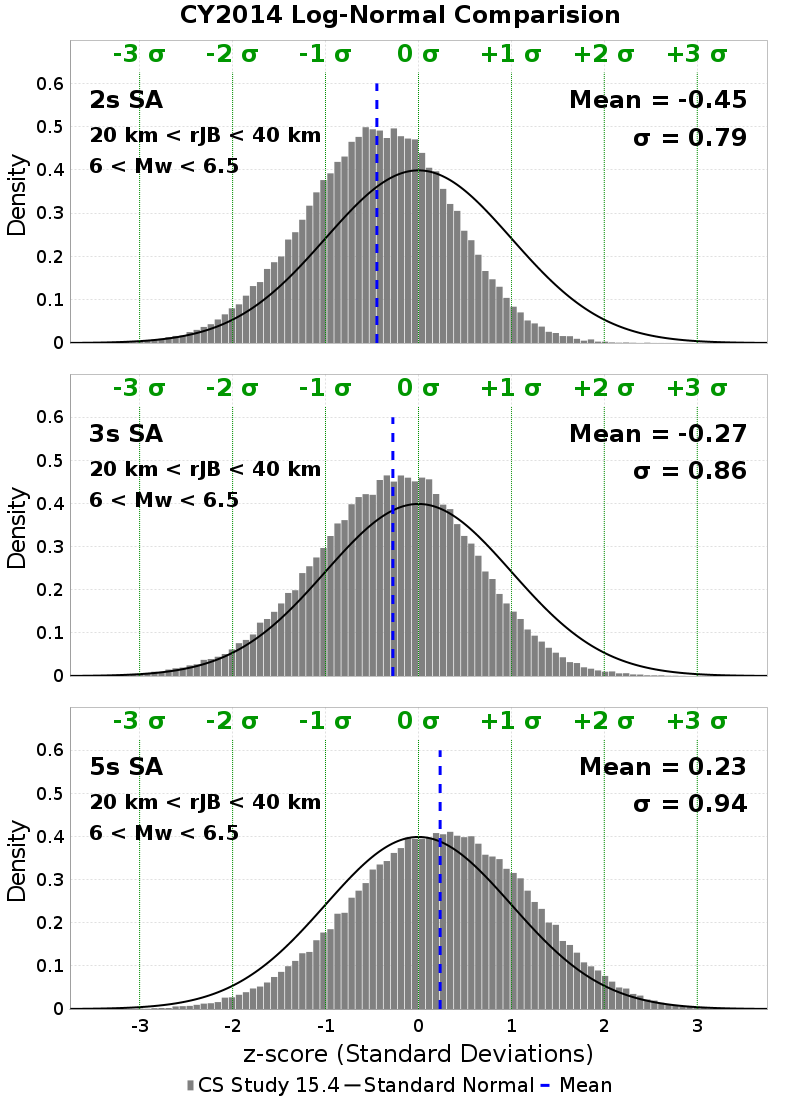 CY2014 Log-Normal Comparision
-3 σ -2 σ -1 σ 0 σ +1 σ +2 σ +3 σ
0.6
2s SA Mean = -0.45
0.5
20 km < rJB < 40 km σ = 0.79
6 < Mw < 6.5
0.4
Density
0.3
0.2
0.1
0
-3 σ -2 σ -1 σ 0 σ +1 σ +2 σ +3 σ
0.6
3s SA Mean = -0.27
0.5
20 km < rJB < 40 km σ = 0.86
6 < Mw < 6.5
0.4
Density
0.3
0.2
0.1
0
-3 σ -2 σ -1 σ 0 σ +1 σ +2 σ +3 σ
0.6
5s SA Mean = 0.23
0.5
20 km < rJB < 40 km σ = 0.94
6 < Mw < 6.5
0.4
Density
0.3
0.2
0.1
0
-3 -2 -1 0 1 2 3
z-score (Standard Deviations)
CS Study 15.4 Standard Normal Mean